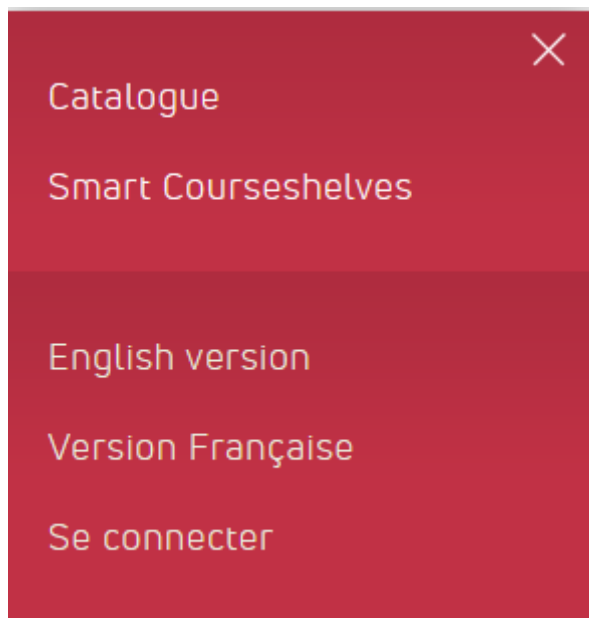 Catalogue
Smart Courseshelves
English version
Version Française
Se connecter